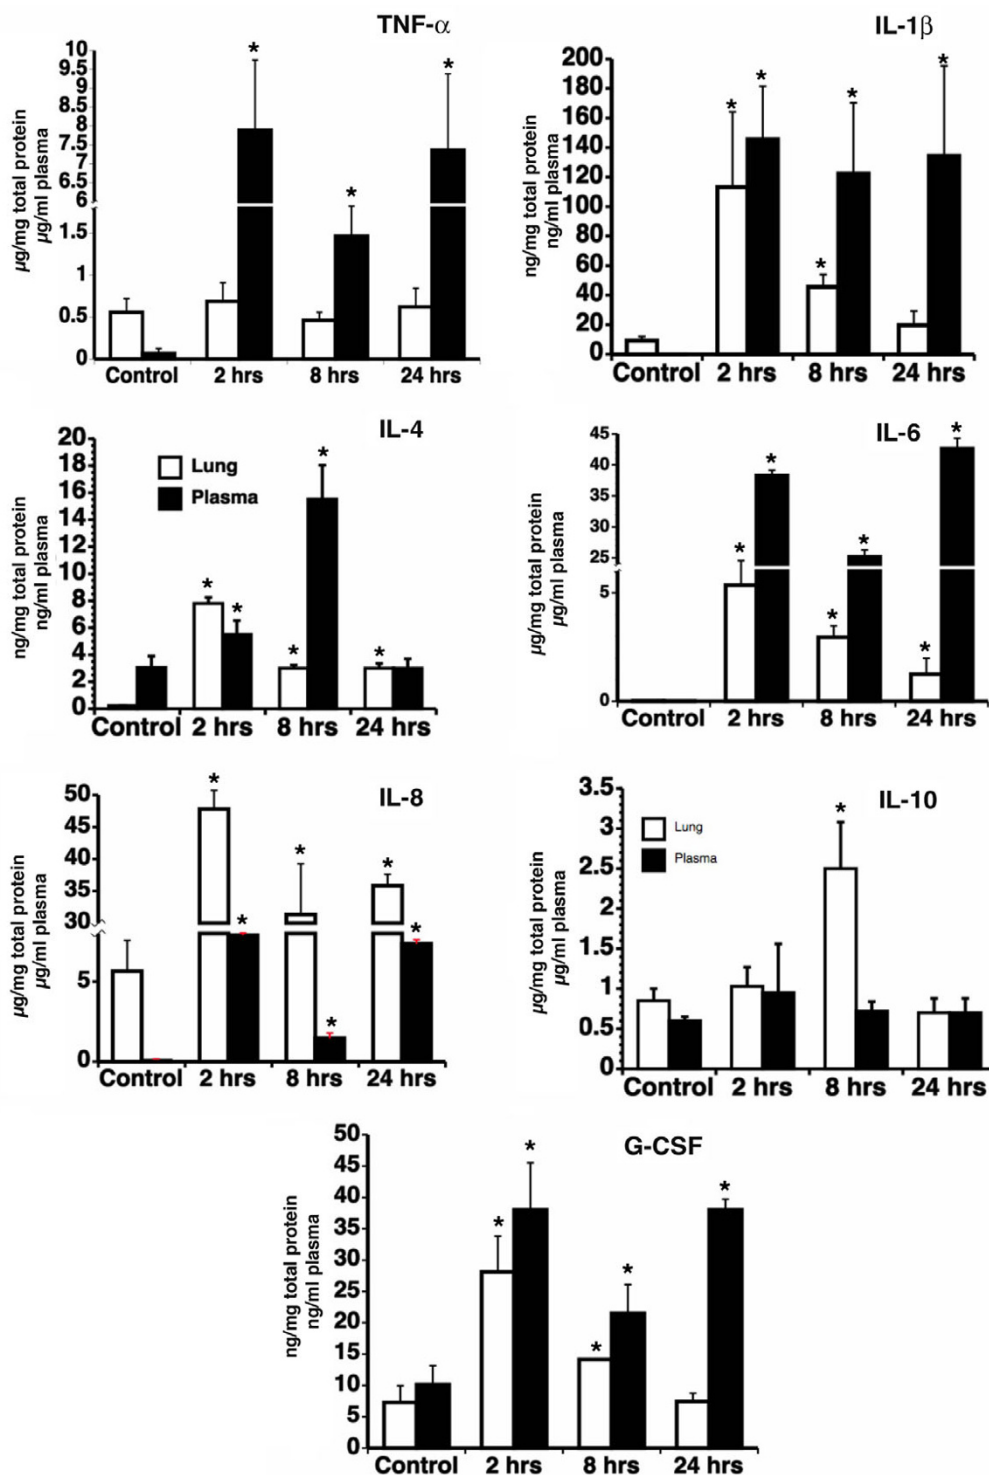 TNF-α
10
9.5
9
8.5
8
7.5
7
6.5
6
1.5
1
0.5
0
µg/mg total protein
µg/ml plasma
*
*
*
Control 2 hrs 8 hrs 24 hrs
IL-1β
200
180
160
140
120
100
80
60
40
20
0
ng/mg total protein
ng/ml plasma
* * * * *
Control 2 hrs 8 hrs 24 hrs
IL-4
20
18
16
14
12
10
8
6
4
2
0
ng/mg total protein
ng/ml plasma
Lung
Plasma
* * * * *
Control 2 hrs 8 hrs 24 hrs
IL-6
45
40
35
30
25
5
0
µg/mg total protein
µg/ml plasma
* * * * * *
Control 2 hrs 8 hrs 24 hrs
IL-8
50
45
40
35
30
5
0
µg/mg total protein
µg/ml plasma
* * * * * *
Control 2 hrs 8 hrs 24 hrs
IL-10
3.5
3
2.5
2
1.5
1
0.5
0
µg/mg total protein
µg/ml plasma
Lung
Plasma
*
Control 2 hrs 8 hrs 24 hrs
G-CSF
50
45
40
35
30
25
20
15
10
5
0
ng/mg total protein
ng/ml plasma
* * * * *
Control 2 hrs 8 hrs 24 hrs